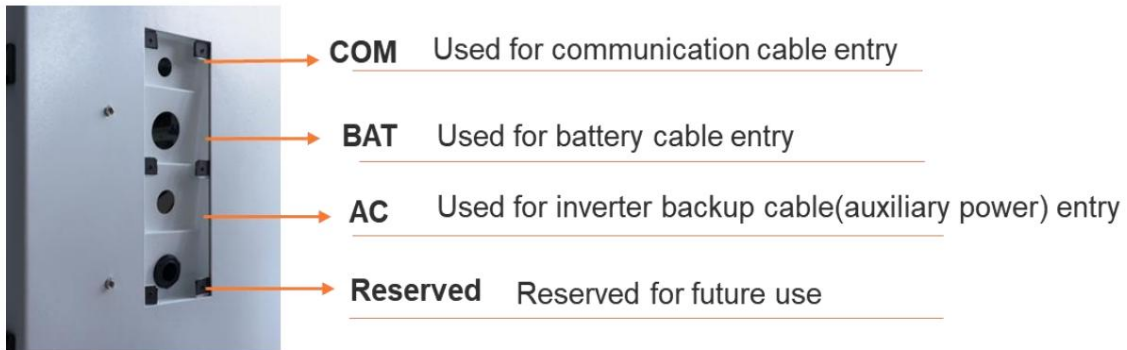 COM Used for communication cable entry
BAT Used for battery cable entry
AC Used for inverter backup cable(auxiliary power) entry
Reserved Reserved for future use